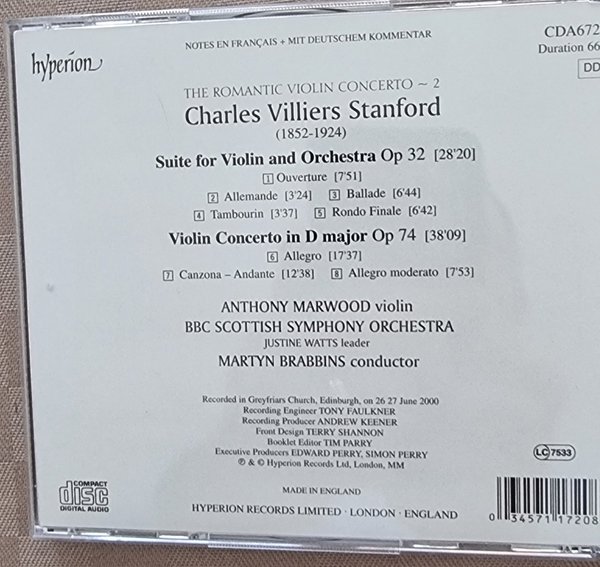 hyperion
NOTES EN FRANÇAIS + MIT DEUTSCHEM KOMMENTAR
CDA672
Duration 66
DD
THE ROMANTIC VIOLIN CONCERTO ~ 2
Charles Villiers Stanford
(1852-1924)
Suite for Violin and Orchestra Op 32 [28'20]
1 Ouverture [7'51]
2 Allemande [3'24] 3 Ballade [6'44]
4 Tambourin [3'37] 5 Rondo Finale [6'42]
Violin Concerto in D major Op 74 [38'09]
6 Allegro [17'37]
7 Canzona – Andante [12'38] 8 Allegro moderato [7'53]
ANTHONY MARWOOD violin
BBC SCOTTISH SYMPHONY ORCHESTRA
JUSTINE WATTS leader
MARTYN BRABBINS conductor
Recorded in Greyfriars Church, Edinburgh, on 26 27 June 2000
Recording Engineer TONY FAULKNER
Recording Producer ANDREW KEENER
Front Design TERRY SHANNON
Booklet Editor TIM PARRY
Executive Producers EDWARD PERRY, SIMON PERRY
℗ & © Hyperion Records Ltd, London, MM
LC 7533
COMPACT
disc
DIGITAL AUDIO
MADE IN ENGLAND
HYPERION RECORDS LIMITED · LONDON · ENGLAND
0 34571 17208